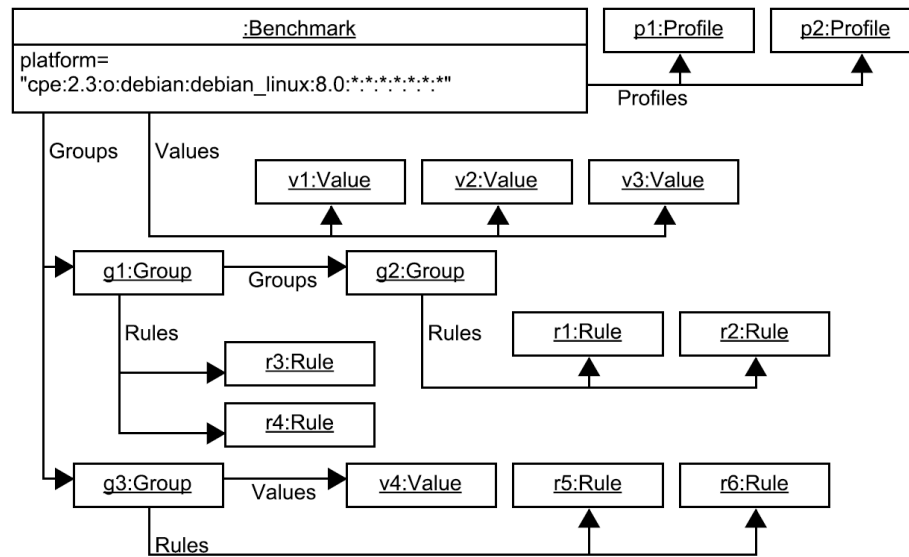 :Benchmark
platform=
"cpe:2.3:o:debian:debian_linux:8.0:*:*:*:*:*:*:*"
p1:Profile
p2:Profile
Profiles
Groups
Values
v1:Value
v2:Value
v3:Value
g1:Group
Groups
g2:Group
Rules
Rules
r1:Rule
r2:Rule
r3:Rule
r4:Rule
g3:Group
Values
v4:Value
r5:Rule
r6:Rule
Rules